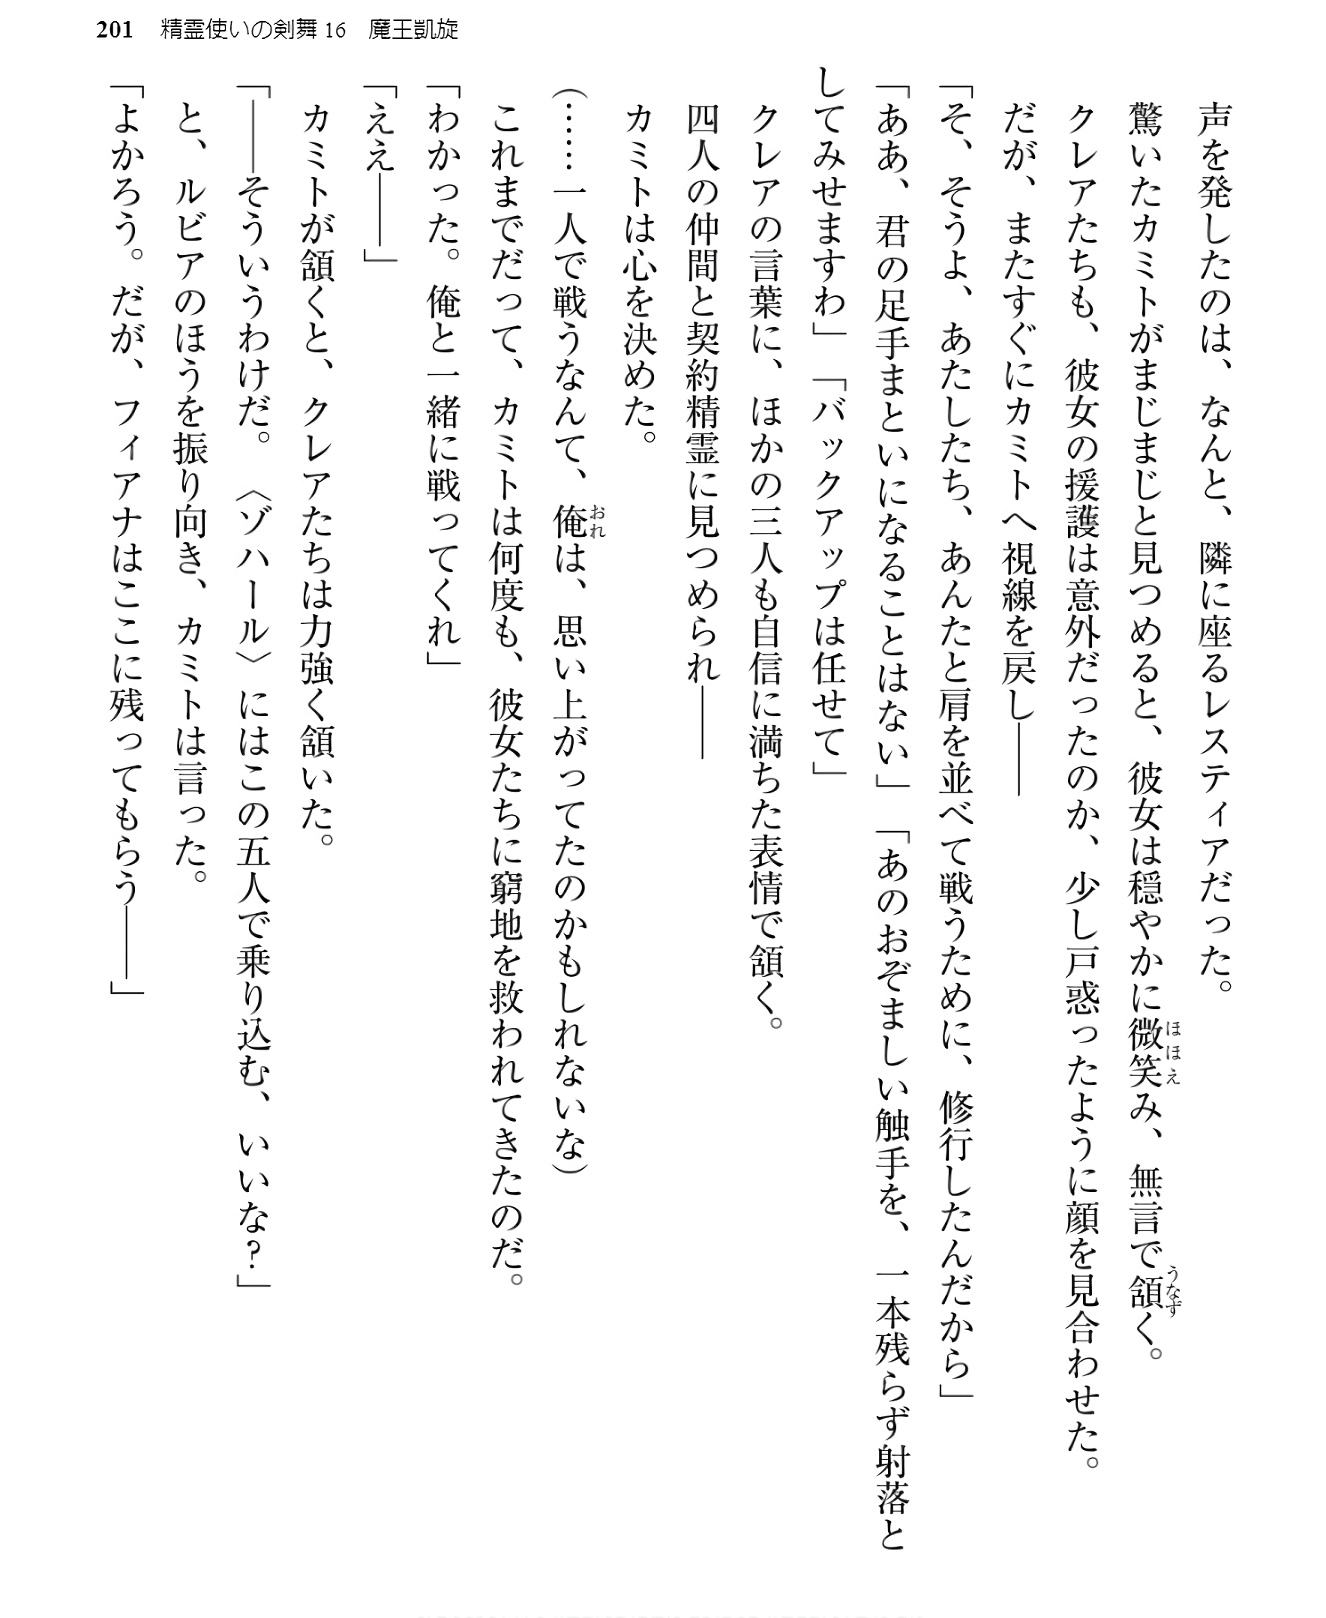 201　精霊使いの剣舞16　魔王凱旋
声を発したのは、なんと、隣に座るレスティアだった。
驚いたカミトがまじまじと見つめると、彼女は穏やかに微笑み、無言で頷く。
クレアたちも、彼女の援護は意外だったのか、少し戸惑ったように顔を見合わせた。
だが、またすぐにカミトへ視線を戻し――
「そ、そうよ、あたしたち、あんたと肩を並べて戦うために、修行したんだから」
「ああ、君の足手まといになることはない」「あのおぞましい触手を、一本残らず射落と
してみせますわ」「バックアップは任せて」
クレアの言葉に、ほかの三人も自信に満ちた表情で頷く。
四人の仲間と契約精霊に見つめられ――
カミトは心を決めた。
（……一人で戦うなんて、俺は、思い上がってたのかもしれないな）
これまでだって、カミトは何度も、彼女たちに窮地を救われてきたのだ。
「わかった。俺と一緒に戦ってくれ」
「ええ――」
カミトが頷くと、クレアたちは力強く頷いた。
「――そういうわけだ。〈ゾハール〉にはこの五人で乗り込む、いいな？」
と、ルビアのほうを振り向き、カミトは言った。
「よかろう。だが、フィアナはここに残ってもらう――」